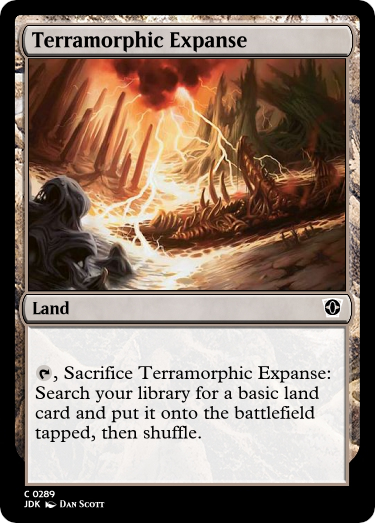 Terramorphic Expanse
Land
, Sacrifice Terramorphic Expanse:
Search your library for a basic land
card and put it onto the battlefield
tapped, then shuffle.
C 0289
JDK Dan Scott